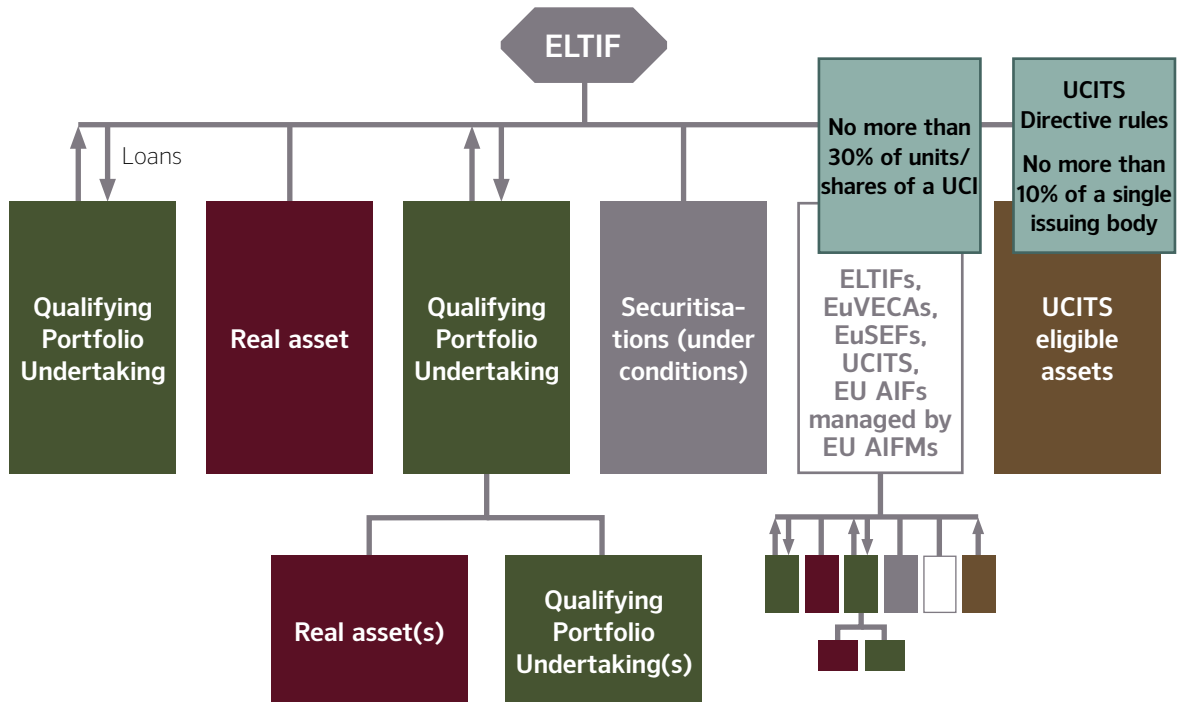 ELTIF
Loans
No more than
30% of units/
shares of a UCI
UCITS
Directive rules
No more than
10% of a single
issuing body
Qualifying
Portfolio
Undertaking
Real asset
Qualifying
Portfolio
Undertaking
Securitisa-
tions (under
conditions)
ELTIFs,
EuVECAs,
EuSEFs,
UCITS,
EU AIFs
managed by
EU AIFMs
UCITS
eligible
assets
Real asset(s)
Qualifying
Portfolio
Undertaking(s)